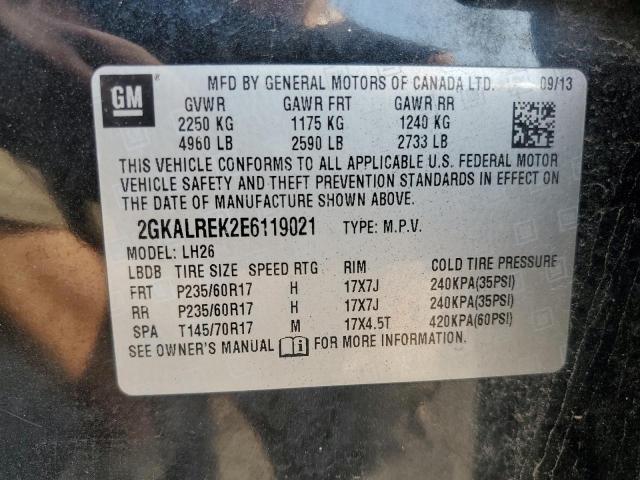 GM
MFD BY GENERAL MOTORS OF CANADA LTD. 09/13
GVWR GAWR FRT GAWR RR
2250 KG 1175 KG 1240 KG
4960 LB 2590 LB 2733 LB
THIS VEHICLE CONFORMS TO ALL APPLICABLE U.S. FEDERAL MOTOR
VEHICLE SAFETY AND THEFT PREVENTION STANDARDS IN EFFECT ON
THE DATE OF MANUFACTURE SHOWN ABOVE.
2GKALREK2E6119021 TYPE: M.P.V.
MODEL: LH26
LBDB TIRE SIZE SPEED RTG RIM COLD TIRE PRESSURE
FRT P235/60R17 H 17X7J 240KPA(35PSI)
RR P235/60R17 H 17X7J 240KPA(35PSI)
SPA T145/70R17 M 17X4.5T 420KPA(60PSI)
SEE OWNER'S MANUAL FOR MORE INFORMATION.